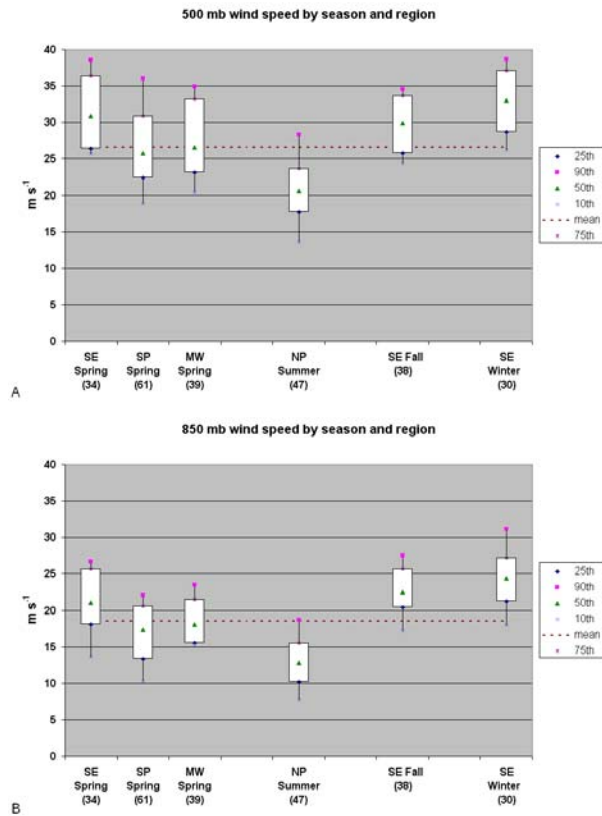 500 mb wind speed by season and region
40
35
30
25
20
15
10
5
0
m s-1
SE Spring (34)
SP Spring (61)
MW Spring (39)
NP Summer (47)
SE Fall (38)
SE Winter (30)
25th
90th
50th
10th
mean
75th
A
850 mb wind speed by season and region
40
35
30
25
20
15
10
5
0
m s-1
SE Spring (34)
SP Spring (61)
MW Spring (39)
NP Summer (47)
SE Fall (38)
SE Winter (30)
25th
90th
50th
10th
mean
75th
B